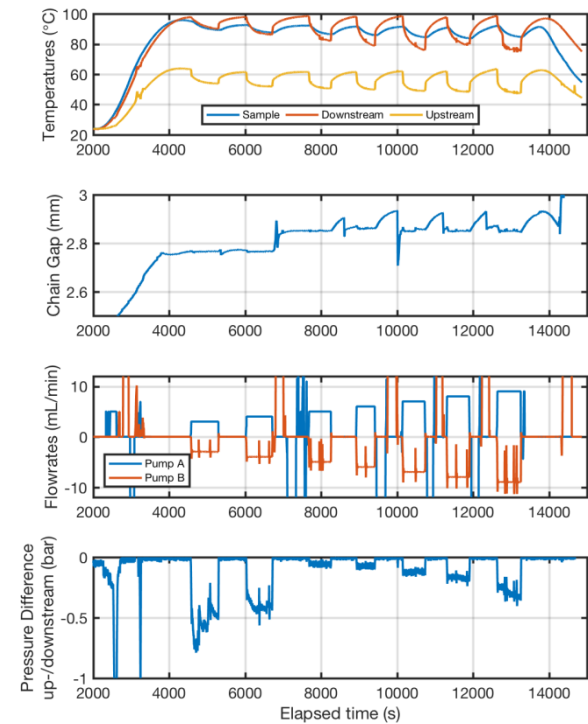 Temperatures (°C)
100
80
60
40
20
Sample Downstream Upstream
2000 4000 6000 8000 10000 12000 14000
Chain Gap (mm)
3
2.8
2.6
2000 4000 6000 8000 10000 12000 14000
Flowrates (mL/min)
10
0
-10
Pump A
Pump B
2000 4000 6000 8000 10000 12000 14000
Pressure Difference
up-/downstream (bar)
0
-0.5
-1
2000 4000 6000 8000 10000 12000 14000
Elapsed time (s)